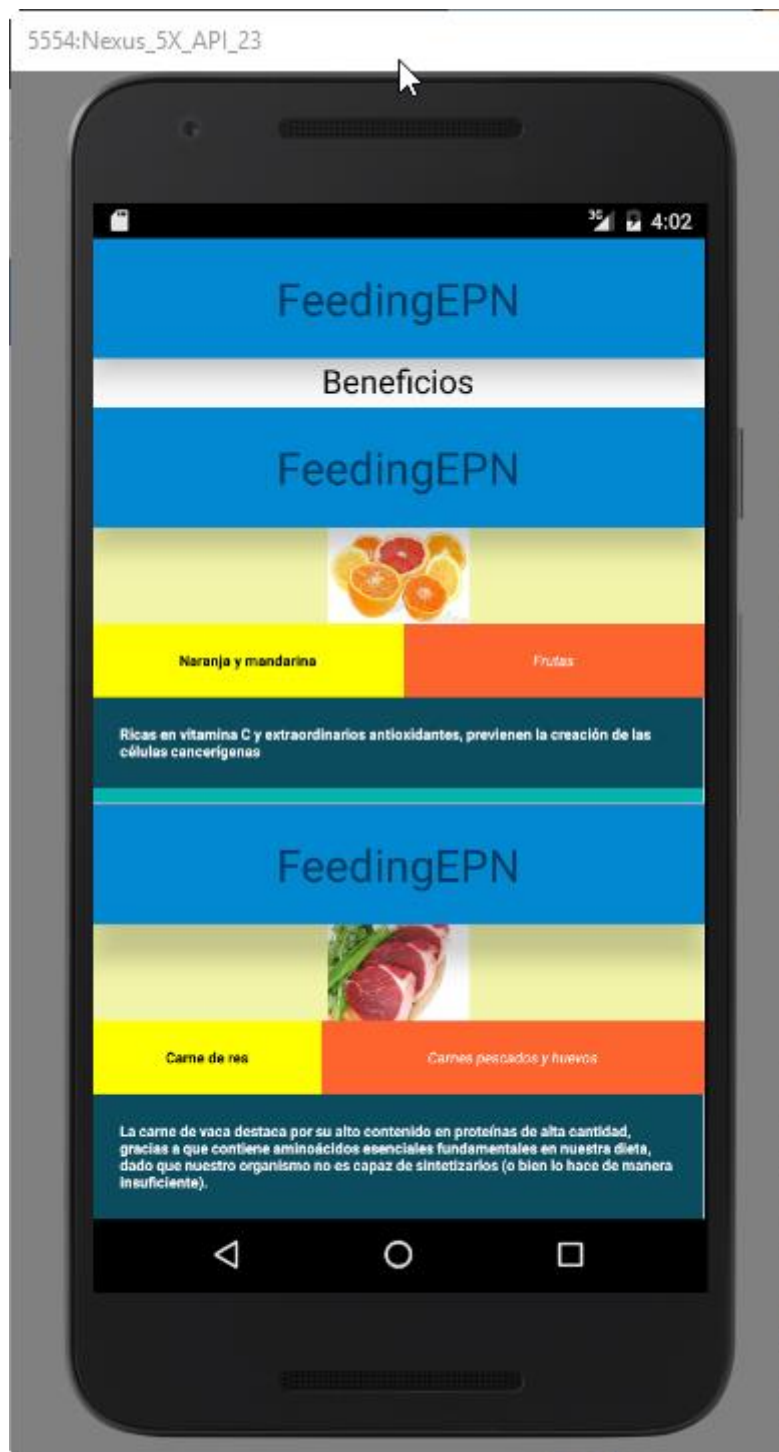 5554:Nexus_5X_API_23
3G 4:02
FeedingEPN
Beneficios
FeedingEPN
Naranja y mandarina
Frutas
Ricas en vitamina C y extraordinarios antioxidantes, previenen la creación de las
células cancerígenas
FeedingEPN
Carne de res
Carnes pescados y huevos
La carne de vaca destaca por su alto contenido en proteínas de alta cantidad,
gracias a que contiene aminoácidos esenciales fundamentales en nuestra dieta,
dado que nuestro organismo no es capaz de sintetizarlos (o bien lo hace de manera
insuficiente).